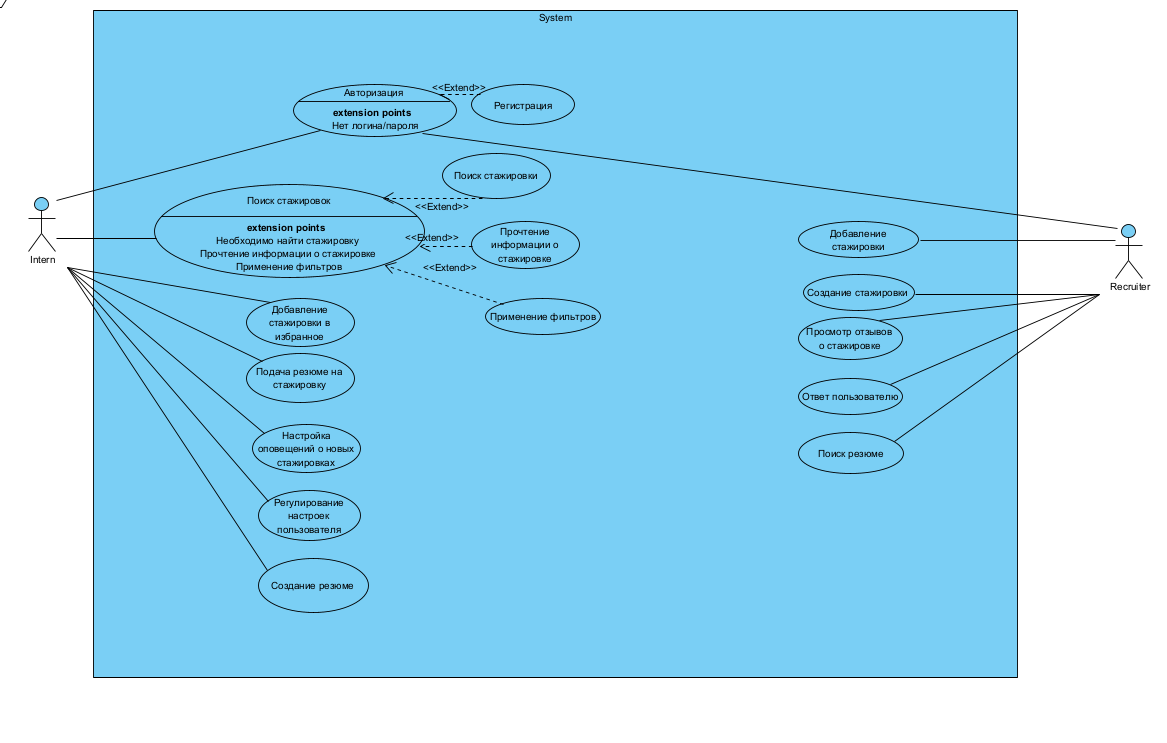 System
Авторизация
extension points
Нет логина/пароля
<<Extend>>
Регистрация
Поиск стажировок
extension points
Необходимо найти стажировку
Прочтение информации о стажировке
Применение фильтров
<<Extend>>
Поиск стажировки
<<Extend>>
Прочтение
информации о
стажировке
<<Extend>>
Применение фильтров
Intern
Добавление
стажировки в
избранное
Подача резюме на
стажировку
Настройка
оповещений о новых
стажировках
Регулирование
настроек
пользователя
Создание резюме
Добавление
стажировки
Создание стажировки
Просмотр отзывов
о стажировке
Ответ пользователю
Поиск резюме
Recruiter